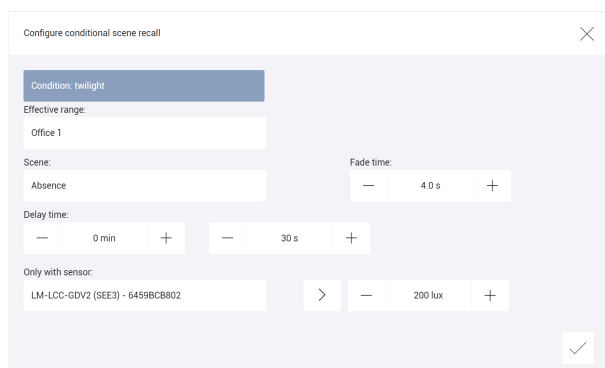 Configure conditional scene recall
Condition: twilight
Effective range:
Office 1
Scene:
Fade time:
Absence
— 4.0 s +
Delay time:
— 0 min + — 30 s +
Only with sensor:
LM-LCC-GDV2 (SEE3) - 6459BCB802 > — 200 lux +